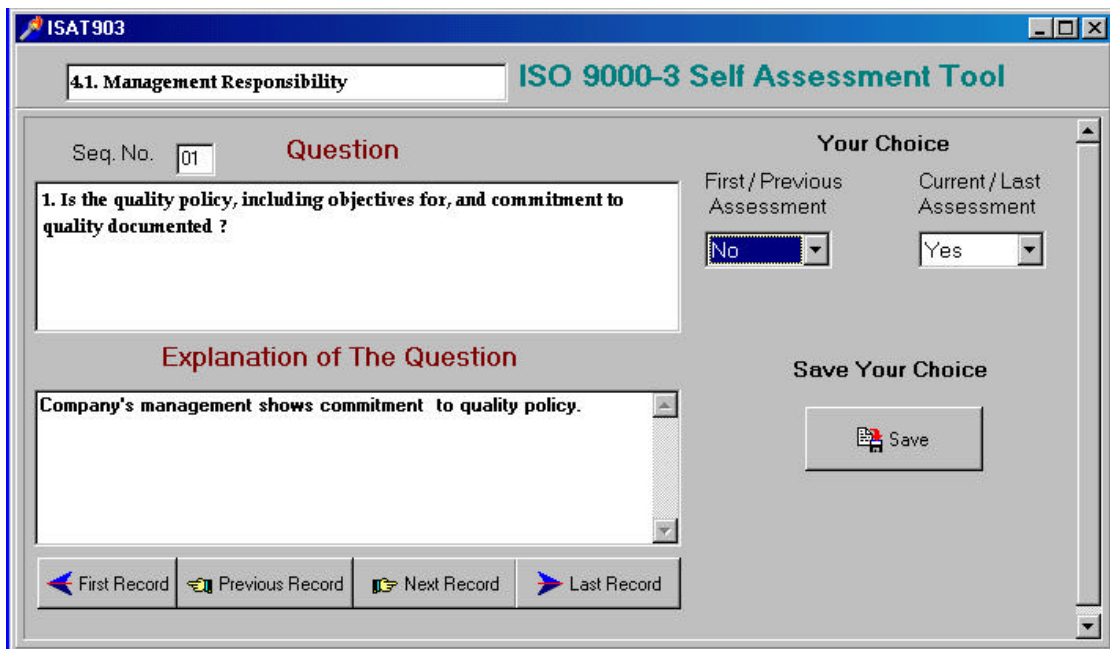 ISAT903
4.1. Management Responsibility
ISO 9000-3 Self Assessment Tool
Seq. No. 01
Question
1. Is the quality policy, including objectives for, and commitment to
quality documented ?
Your Choice
First / Previous
Assessment
Current / Last
Assessment
No
Yes
Explanation of The Question
Company's management shows commitment to quality policy.
Save Your Choice
Save
First Record
Previous Record
Next Record
Last Record